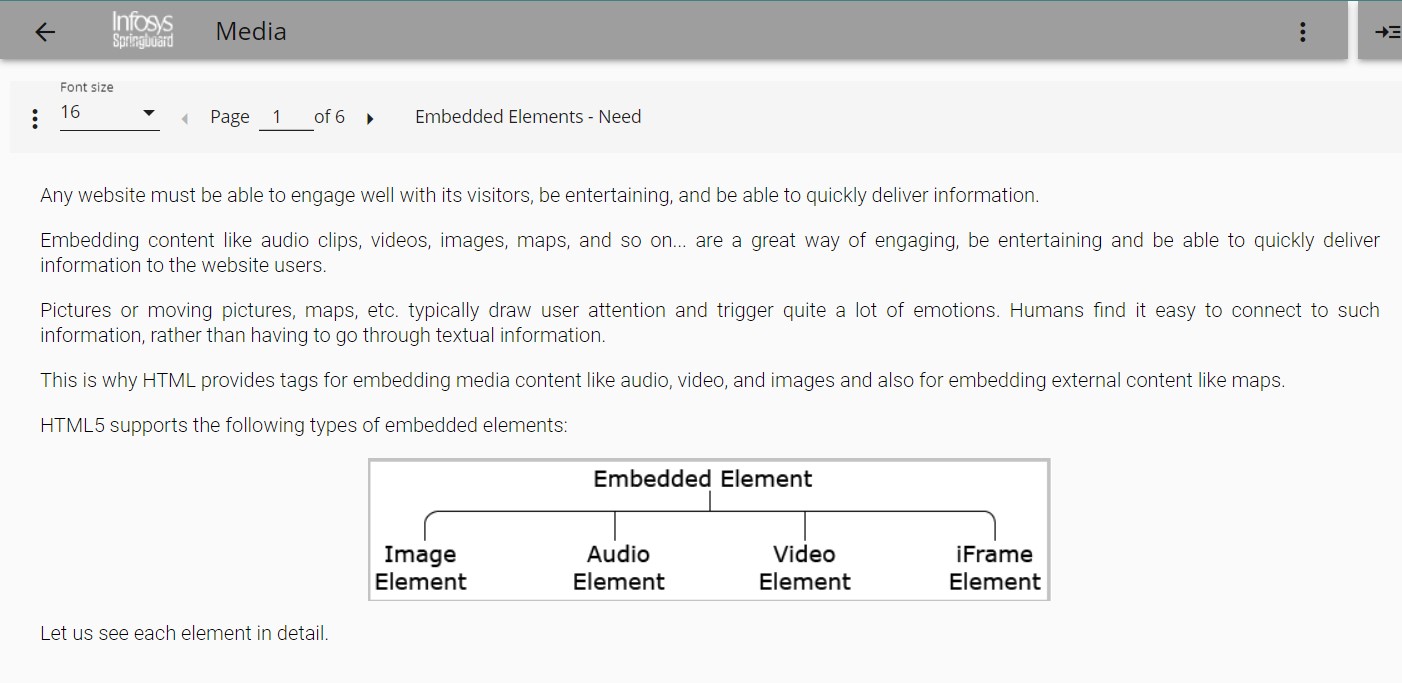 Infosys
Springboard
Media
Font size
16
Page 1 of 6
Embedded Elements - Need
Any website must be able to engage well with its visitors, be entertaining, and be able to quickly deliver information.
Embedding content like audio clips, videos, images, maps, and so on... are a great way of engaging, be entertaining and be able to quickly deliver
information to the website users.
Pictures or moving pictures, maps, etc. typically draw user attention and trigger quite a lot of emotions. Humans find it easy to connect to such
information, rather than having to go through textual information.
This is why HTML provides tags for embedding media content like audio, video, and images and also for embedding external content like maps.
HTML5 supports the following types of embedded elements:
Embedded Element
Image
Element
Audio
Element
Video
Element
iFrame
Element
Let us see each element in detail.